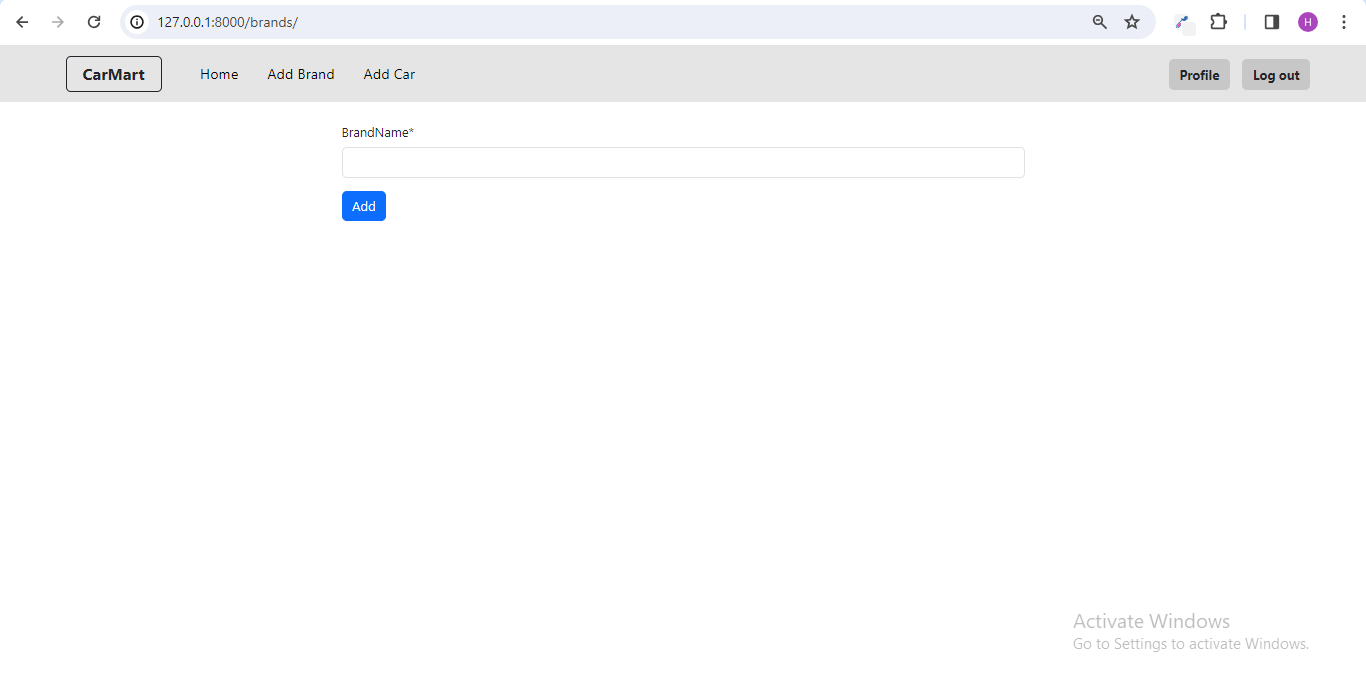 127.0.0.1:8000/brands/
H
CarMart Home Add Brand Add Car Profile Log out
BrandName*
Add
Activate Windows
Go to Settings to activate Windows.